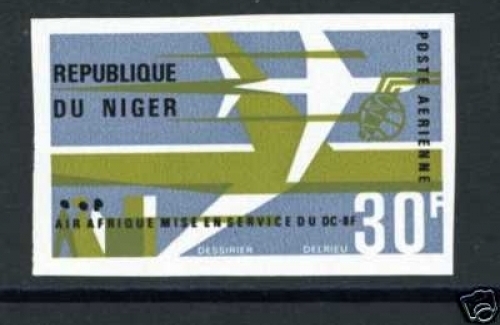 REPUBLIQUE
DU NIGER
POSTE AERIENNE
AIR AFRIQUE MISE EN SERVICE DU DC-8F
30F
DESSIRIER
DELRIEU